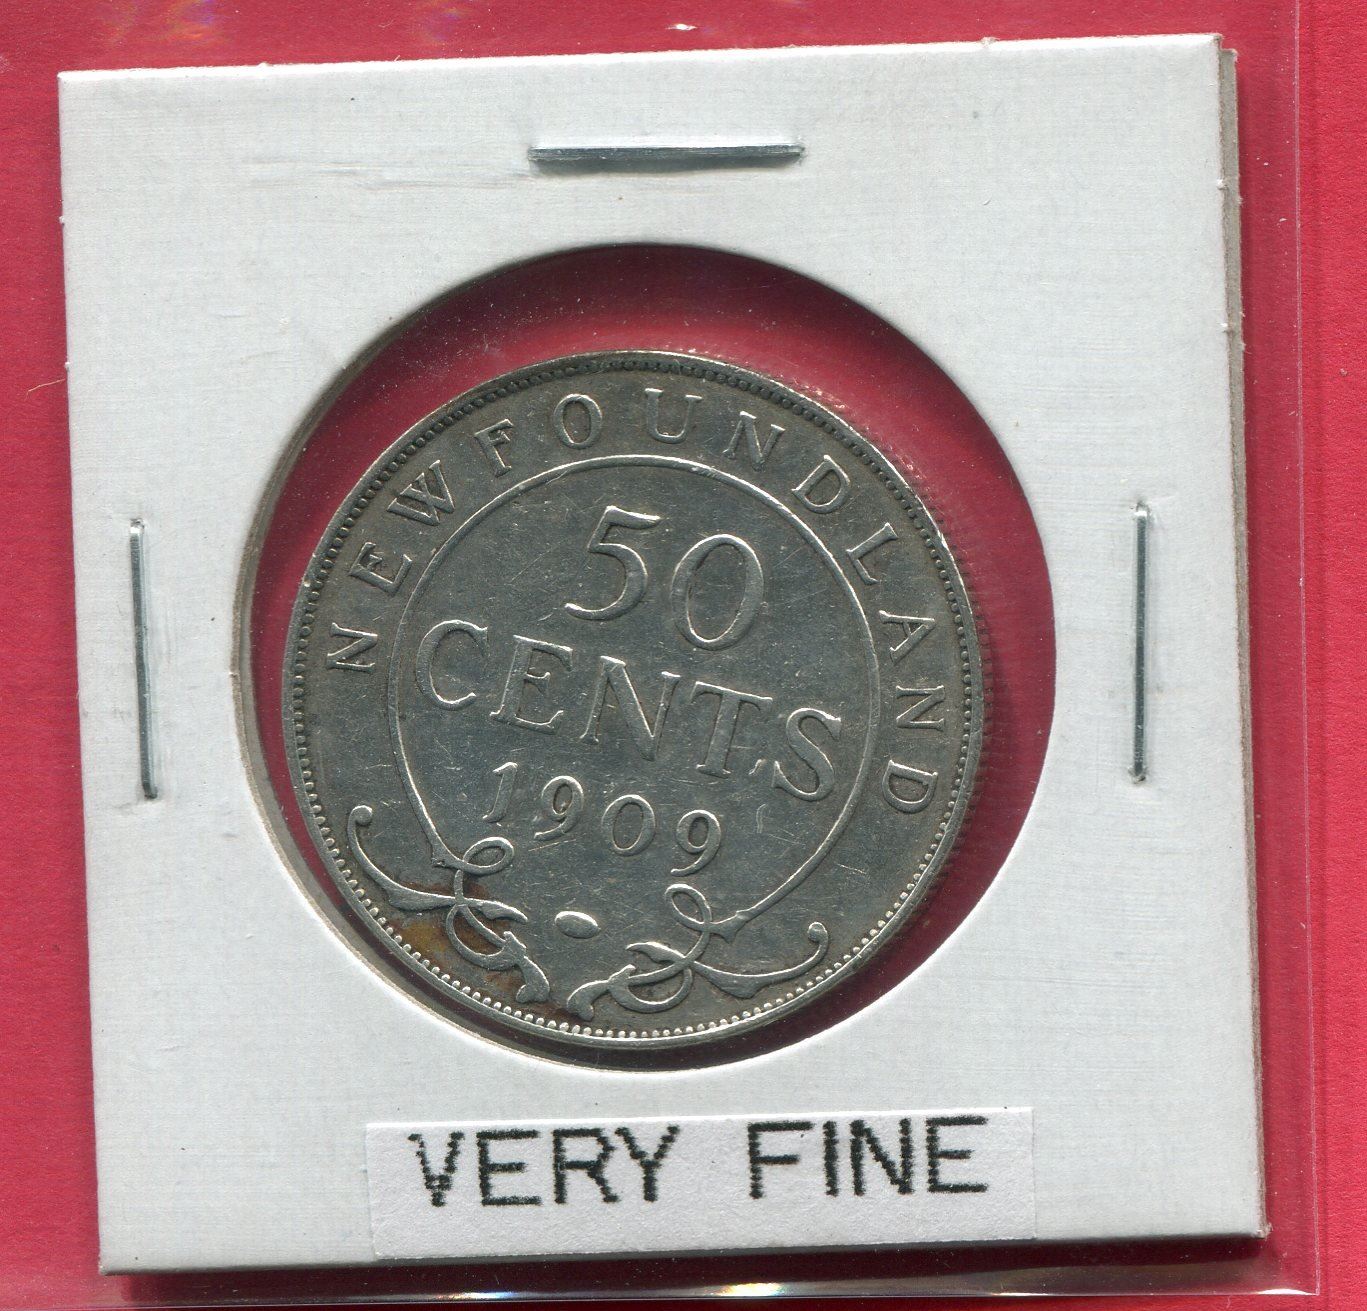 NEWFOUNDLAND
50
CENTS
1909
VERY FINE